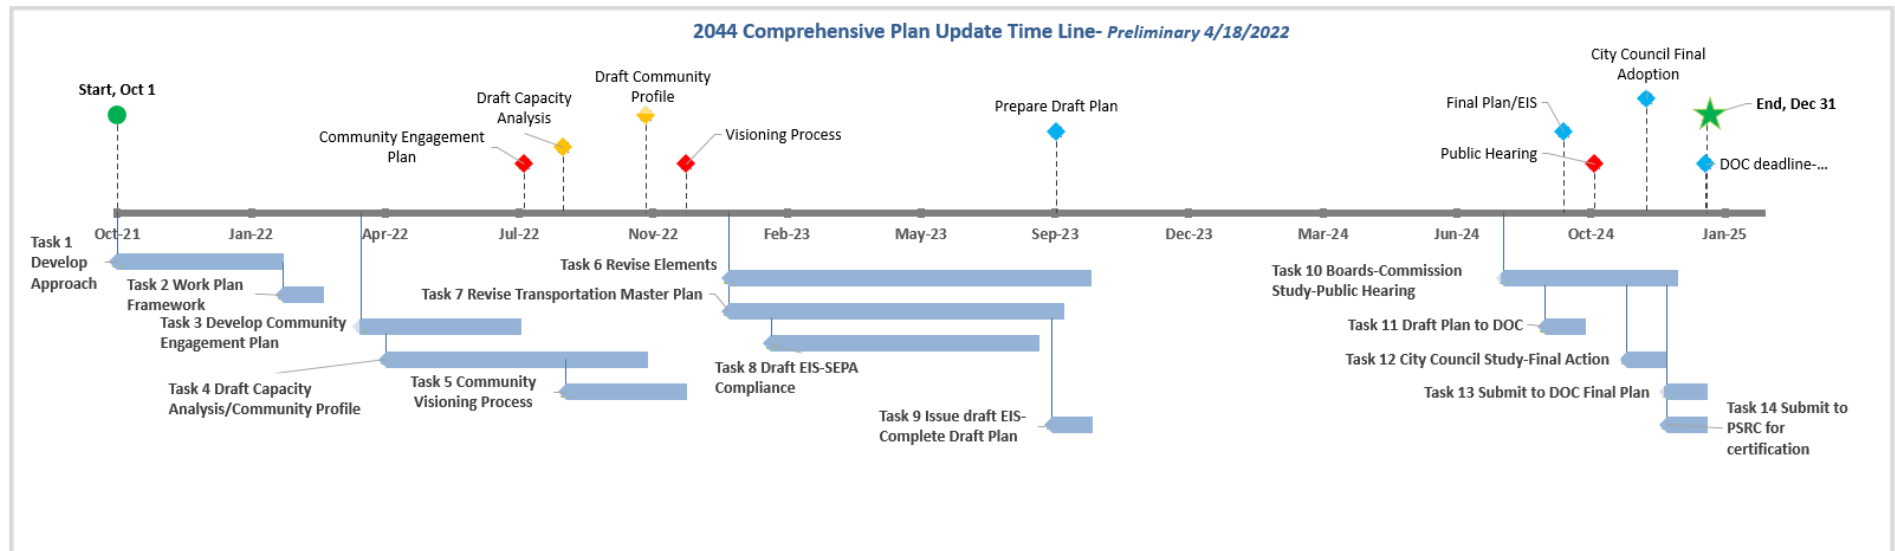 2044 Comprehensive Plan Update Time Line- Preliminary 4/18/2022
Start, Oct 1
Community Engagement
Plan
Draft Capacity
Analysis
Draft Community
Profile
Visioning Process
Prepare Draft Plan
Final Plan/EIS
Public Hearing
City Council Final
Adoption
End, Dec 31
DOC deadline-...
Oct-21
Jan-22
Apr-22
Jul-22
Nov-22
Feb-23
May-23
Sep-23
Dec-23
Mar-24
Jun-24
Oct-24
Jan-25
Task 1
Develop
Approach
Task 2 Work Plan
Framework
Task 3 Develop Community
Engagement Plan
Task 4 Draft Capacity
Analysis/Community Profile
Task 5 Community
Visioning Process
Task 6 Revise Elements
Task 7 Revise Transportation Master Plan
Task 8 Draft EIS-SEPA
Compliance
Task 9 Issue draft EIS-
Complete Draft Plan
Task 10 Boards-Commission
Study-Public Hearing
Task 11 Draft Plan to DOC
Task 12 City Council Study-Final Action
Task 13 Submit to DOC Final Plan
Task 14 Submit to
PSRC for
certification